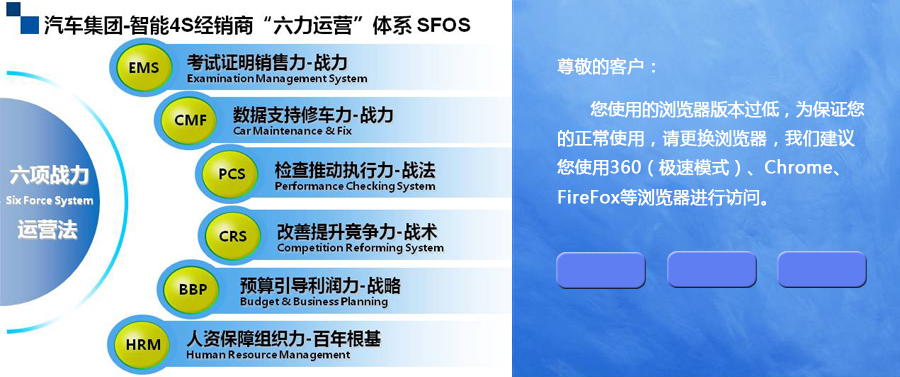 汽车集团-智能4S经销商“六力运营”体系 SFOS
六项战力
Six Force System
运营法
EMS
考试证明销售力-战力
Examination Management System
CMF
数据支持修车力-战力
Car Maintenance & Fix
PCS
检查推动执行力-战法
Performance Checking System
CRS
改善提升竞争力-战术
Competition Reforming System
BBP
预算引导利润力-战略
Budget & Business Planning
HRM
人资保障组织力-百年根基
Human Resource Management
尊敬的客户：
您使用的浏览器版本过低，为保证您
的正常使用，请更换浏览器，我们建议
您使用360（极速模式）、Chrome、
FireFox等浏览器进行访问。